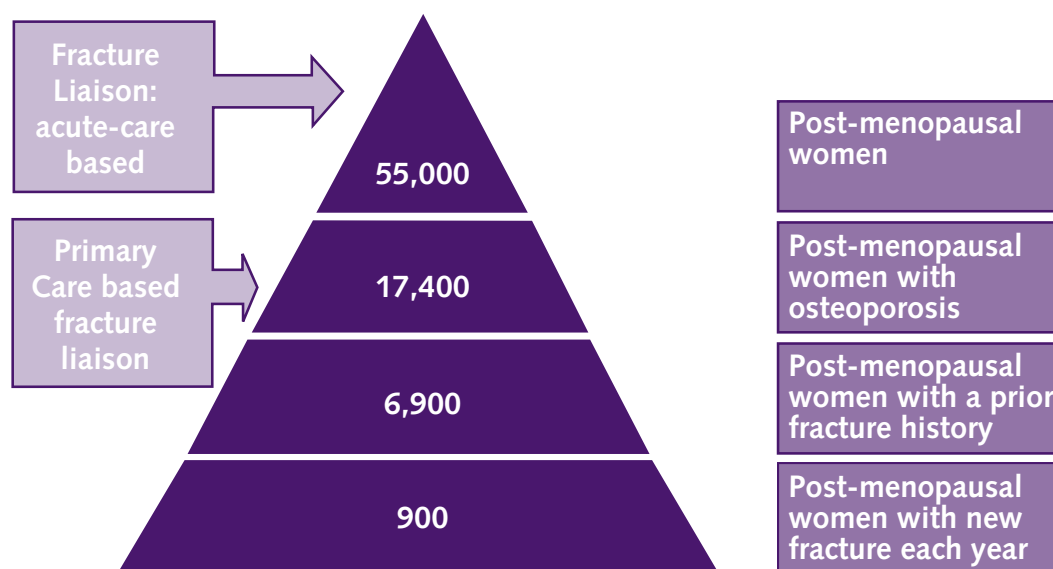 Fracture
Liaison:
acute-care
based
Primary
Care based
fracture
liaison
55,000
17,400
6,900
900
Post-menopausal
women
Post-menopausal
women with
osteoporosis
Post-menopausal
women with a prior
fracture history
Post-menopausal
women with new
fracture each year